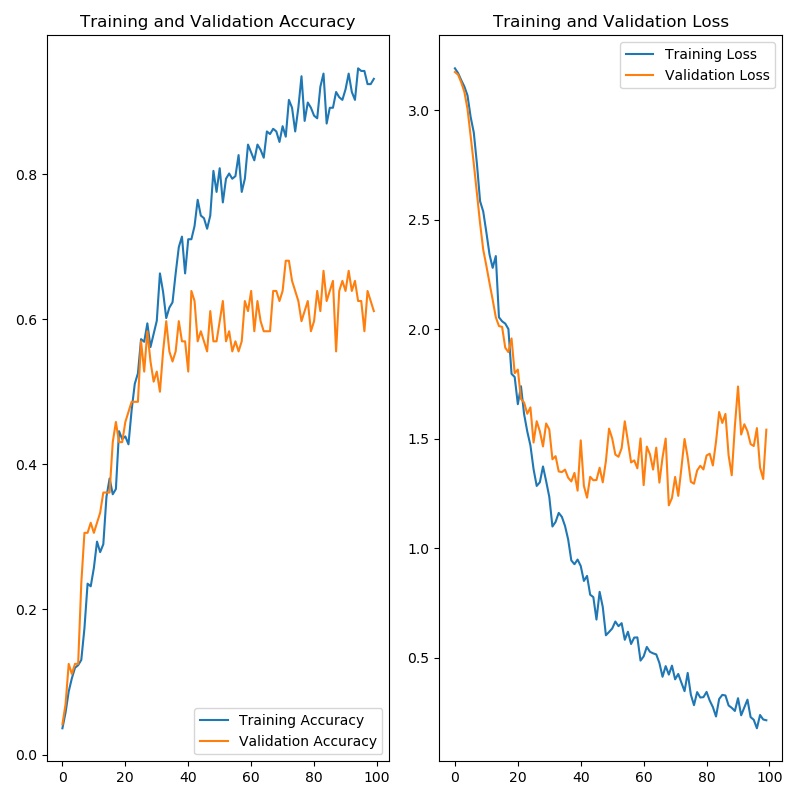 Training and Validation Accuracy
0.8
0.6
0.4
0.2
0.0
0 20 40 60 80 100
Training Accuracy
Validation Accuracy
Training and Validation Loss
Training Loss
Validation Loss
3.0
2.5
2.0
1.5
1.0
0.5
0 20 40 60 80 100